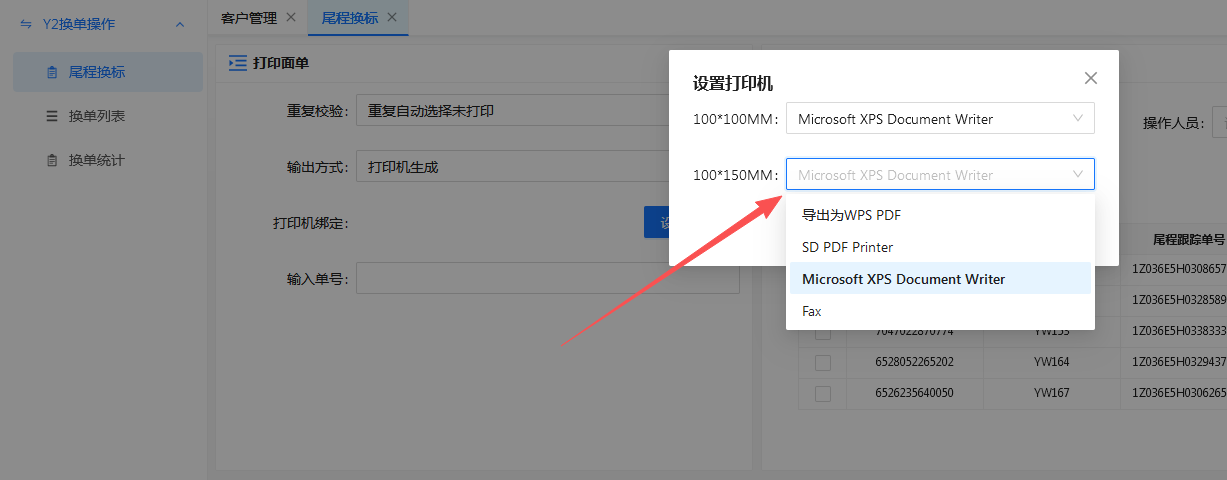 Y2换单操作
尾程换标
换单列表
换单统计
客户管理
尾程换标
打印面单
重复校验:
重复自动选择未打印
输出方式:
打印机生成
打印机绑定:
输入单号:
设置打印机
100*100MM:
Microsoft XPS Document Writer
100*150MM:
Microsoft XPS Document Writer
导出为WPS PDF
SD PDF Printer
Microsoft XPS Document Writer
Fax
操作人员:
尾程跟踪单号
1Z036E5H0308657
1Z036E5H0328589
7047022870774 YW153 1Z036E5H0338333
6528052265202 YW164 1Z036E5H0329437
6526235640050 YW167 1Z036E5H0306265